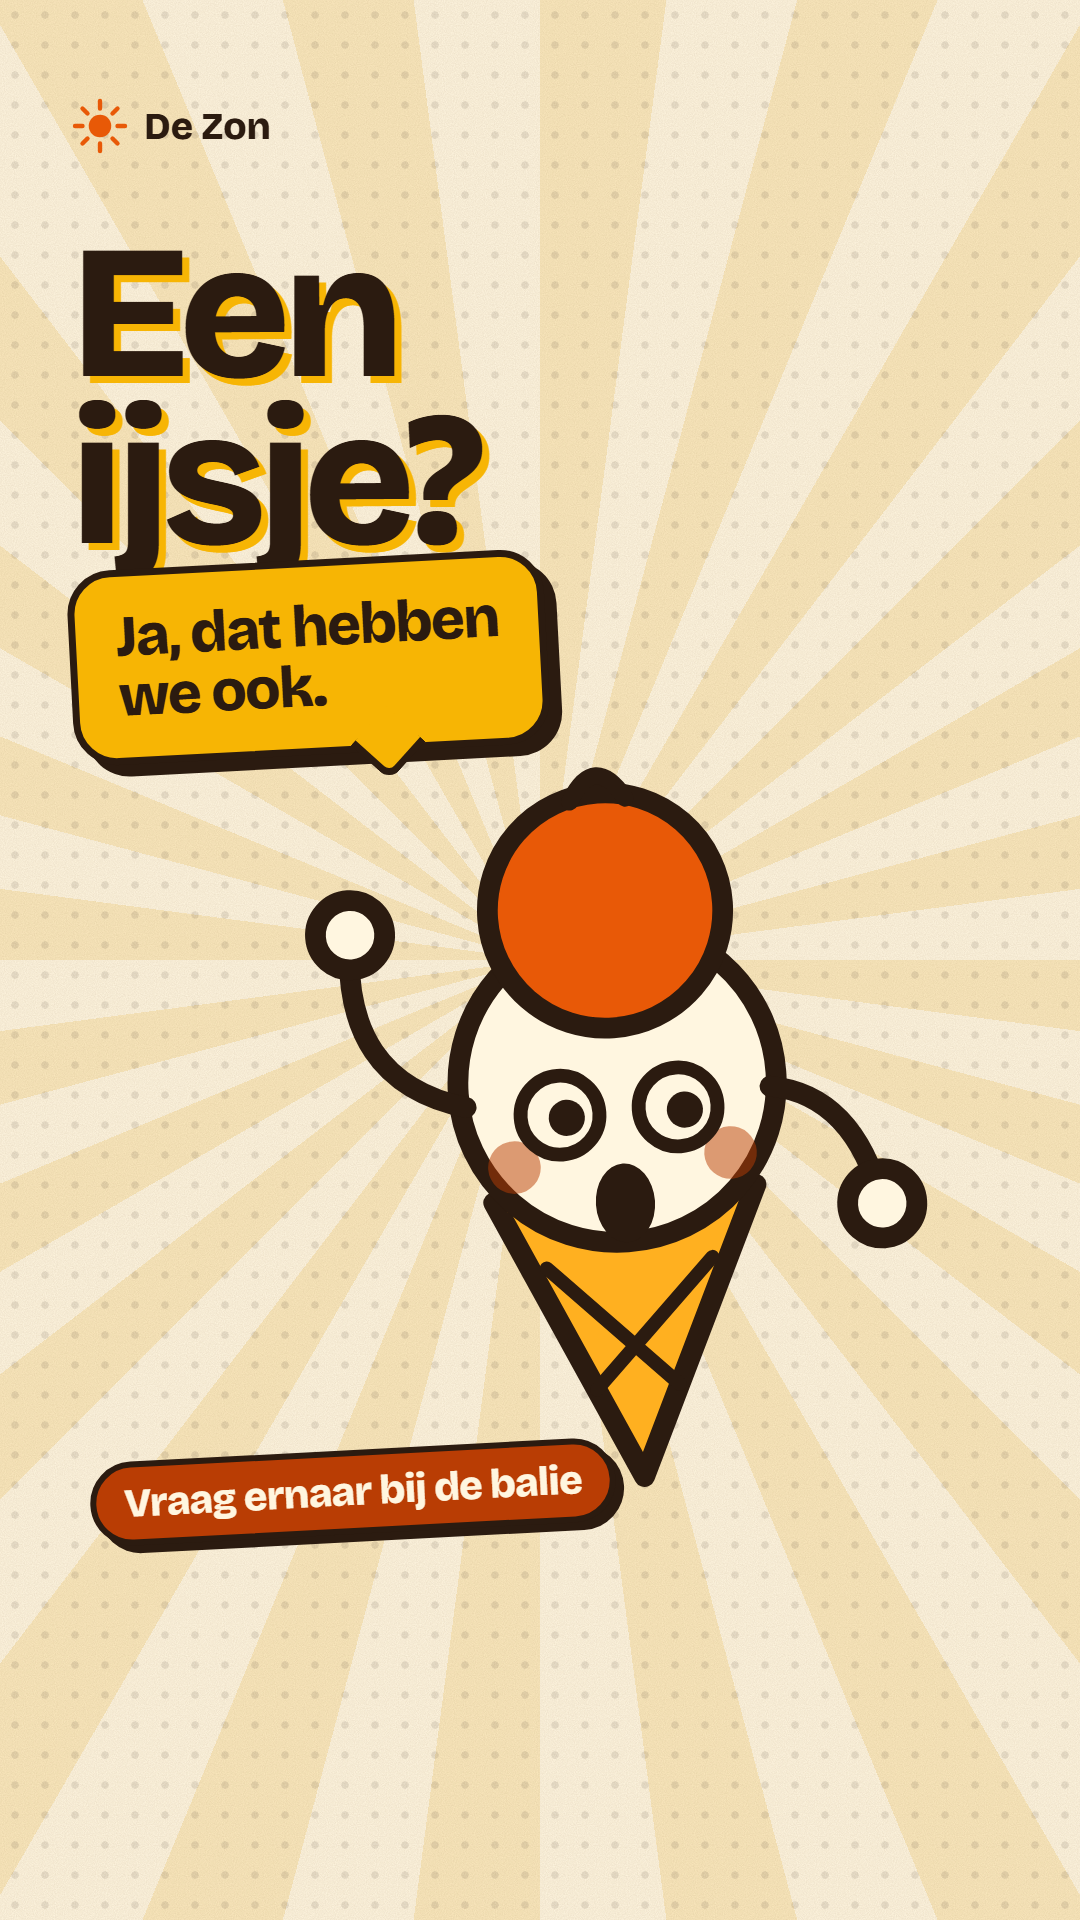 De Zon
Een
ijsje?
Ja, dat hebben
we ook.
Vraag ernaar bij de balie